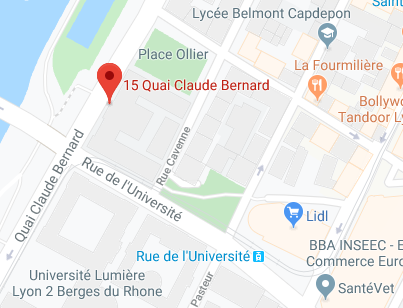 Lycée Belmont Capdepon
Place Ollier
La Fourmilière
15 Quai Claude Bernard
Bollywo
Tandoor Ly
Quai Claude Bernard
Rue Cavenne
Rue de l'Université
Lidl
Rue de l'Université
BBA INSEEC - E
Commerce Euro
Université Lumière
Lyon 2 Berges du Rhone
Pasteur
SantéVet